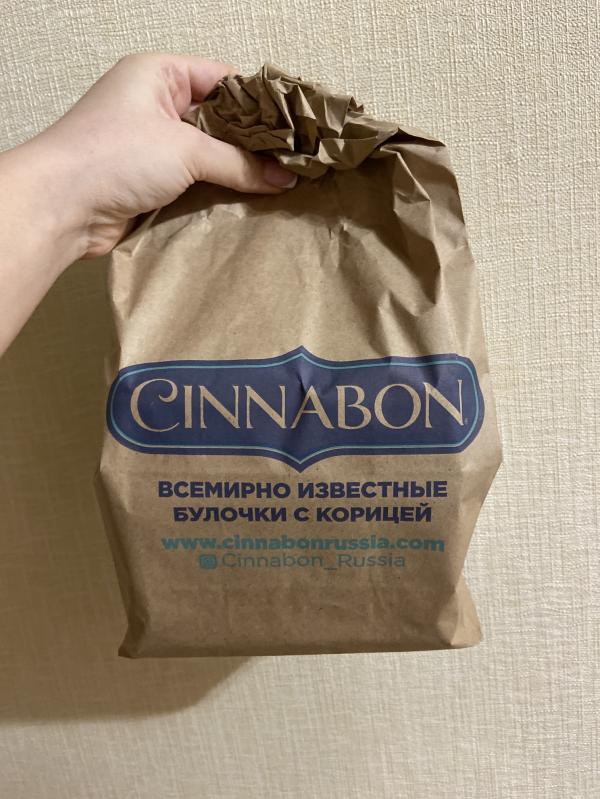 CINNABON
ВСЕМИРНО ИЗВЕСТНЫЕ
БУЛОЧКИ С КОРИЦЕЙ
www.cinnabonrussia.com
Cinnabon_Russia